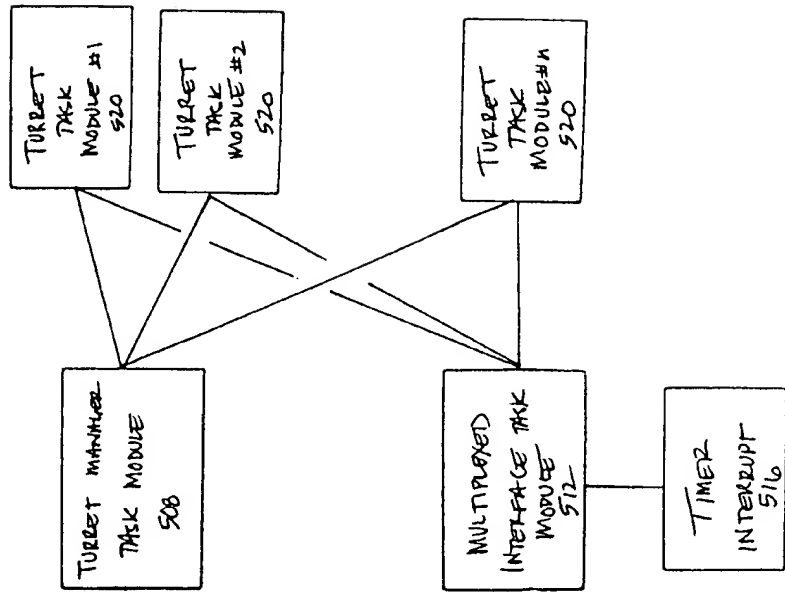 TURRET
TASK
MODULE #1
520
TURRET
TASK
MODULE #2
520
TURRET
TASK
MODULE #n
520
TURRET MANAGER
TASK MODULE
508
MULTIPLEXED
INTERFACE TASK
MODULE
512
TIMER
INTERRUPT
516